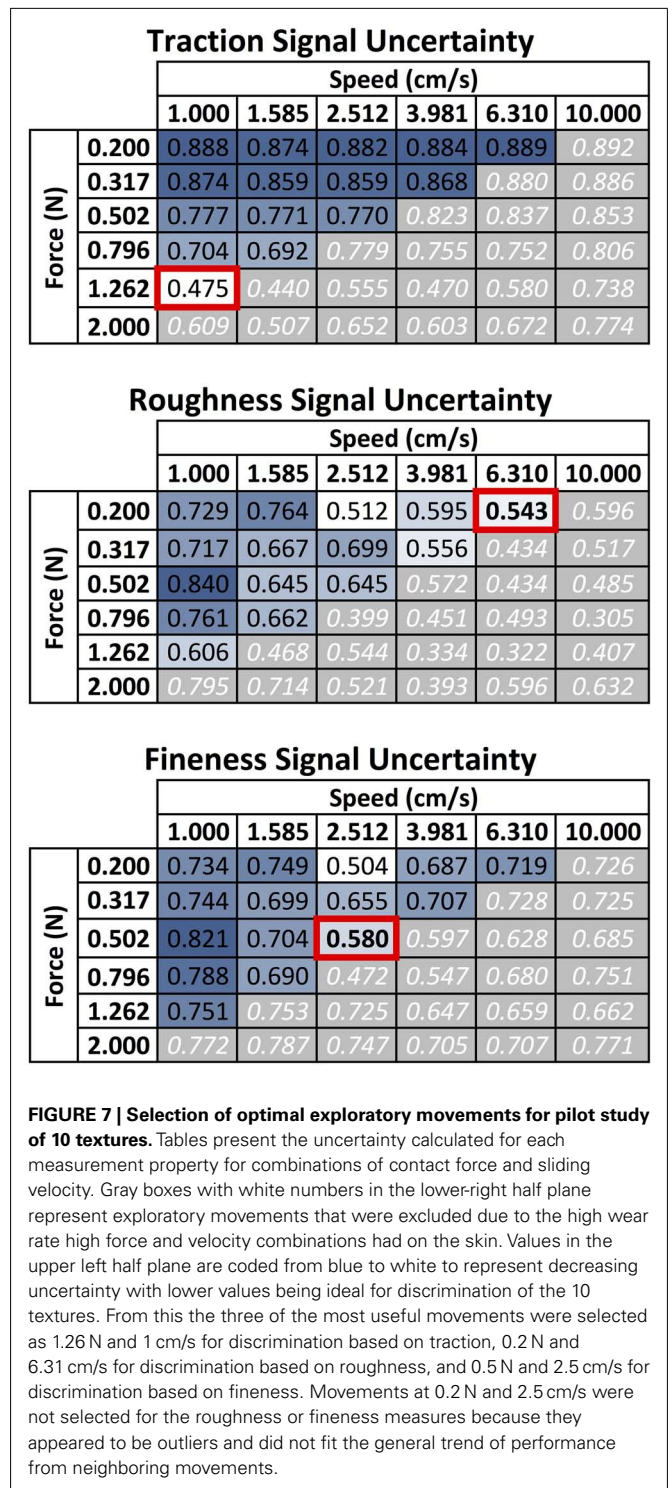 Traction Signal Uncertainty
Speed (cm/s)
1.000 1.585 2.512 3.981 6.310 10.000
Force (N)
0.200 0.888 0.874 0.882 0.884 0.889 0.892
0.317 0.874 0.859 0.859 0.868 0.880 0.886
0.502 0.777 0.771 0.770 0.823 0.837 0.853
0.796 0.704 0.692 0.779 0.755 0.752 0.806
1.262 0.475 0.440 0.555 0.470 0.580 0.738
2.000 0.609 0.507 0.652 0.603 0.672 0.774
Roughness Signal Uncertainty
Speed (cm/s)
1.000 1.585 2.512 3.981 6.310 10.000
Force (N)
0.200 0.729 0.764 0.512 0.595 0.543 0.596
0.317 0.717 0.667 0.699 0.556 0.434 0.517
0.502 0.840 0.645 0.645 0.572 0.434 0.485
0.796 0.761 0.662 0.399 0.451 0.493 0.305
1.262 0.606 0.468 0.544 0.334 0.322 0.407
2.000 0.795 0.714 0.521 0.393 0.596 0.632
Fineness Signal Uncertainty
Speed (cm/s)
1.000 1.585 2.512 3.981 6.310 10.000
Force (N)
0.200 0.734 0.749 0.504 0.687 0.719 0.726
0.317 0.744 0.699 0.655 0.707 0.728 0.725
0.502 0.821 0.704 0.580 0.597 0.628 0.685
0.796 0.788 0.690 0.472 0.547 0.680 0.751
1.262 0.751 0.753 0.725 0.647 0.659 0.662
2.000 0.772 0.787 0.747 0.705 0.707 0.771
FIGURE 7 | Selection of optimal exploratory movements for pilot study
of 10 textures. Tables present the uncertainty calculated for each
measurement property for combinations of contact force and sliding
velocity. Gray boxes with white numbers in the lower-right half plane
represent exploratory movements that were excluded due to the high wear
rate high force and velocity combinations had on the skin. Values in the
upper left half plane are coded from blue to white to represent decreasing
uncertainty with lower values being ideal for discrimination of the 10
textures. From this the three of the most useful movements were selected
as 1.26 N and 1 cm/s for discrimination based on traction, 0.2 N and
6.31 cm/s for discrimination based on roughness, and 0.5 N and 2.5 cm/s for
discrimination based on fineness. Movements at 0.2 N and 2.5 cm/s were
not selected for the roughness or fineness measures because they
appeared to be outliers and did not fit the general trend of performance
from neighboring movements.